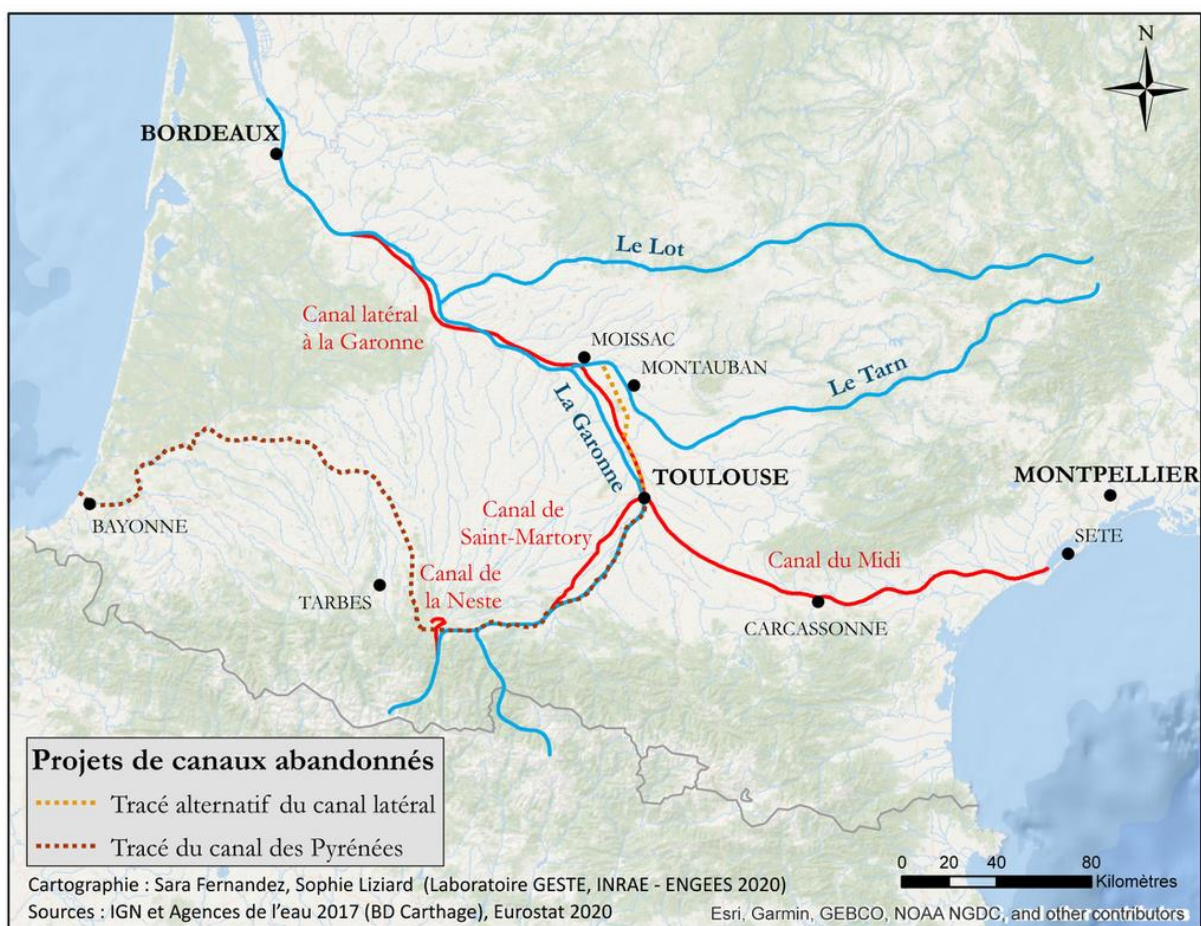 N
BORDEAUX
Le Lot
Canal latéral
à la Garonne
MOISSAC
MONTAUBAN
Le Tarn
La Garonne
TOULOUSE
MONTPELLIER
BAYONNE
Canal de
Saint-Martory
SETE
Canal du Midi
Canal de
la Neste
TARBES
CARCASSONNE
Projets de canaux abandonnés
Tracé alternatif du canal latéral
Tracé du canal des Pyrénées
0 20 40 80
Kilomètres
Cartographie : Sara Fernandez, Sophie Liziard (Laboratoire GESTE, INRAE - ENGEES 2020)
Sources : IGN et Agences de l'eau 2017 (BD Carthage), Eurostat 2020
Esri, Garmin, GEBCO, NOAA NGDC, and other contributors